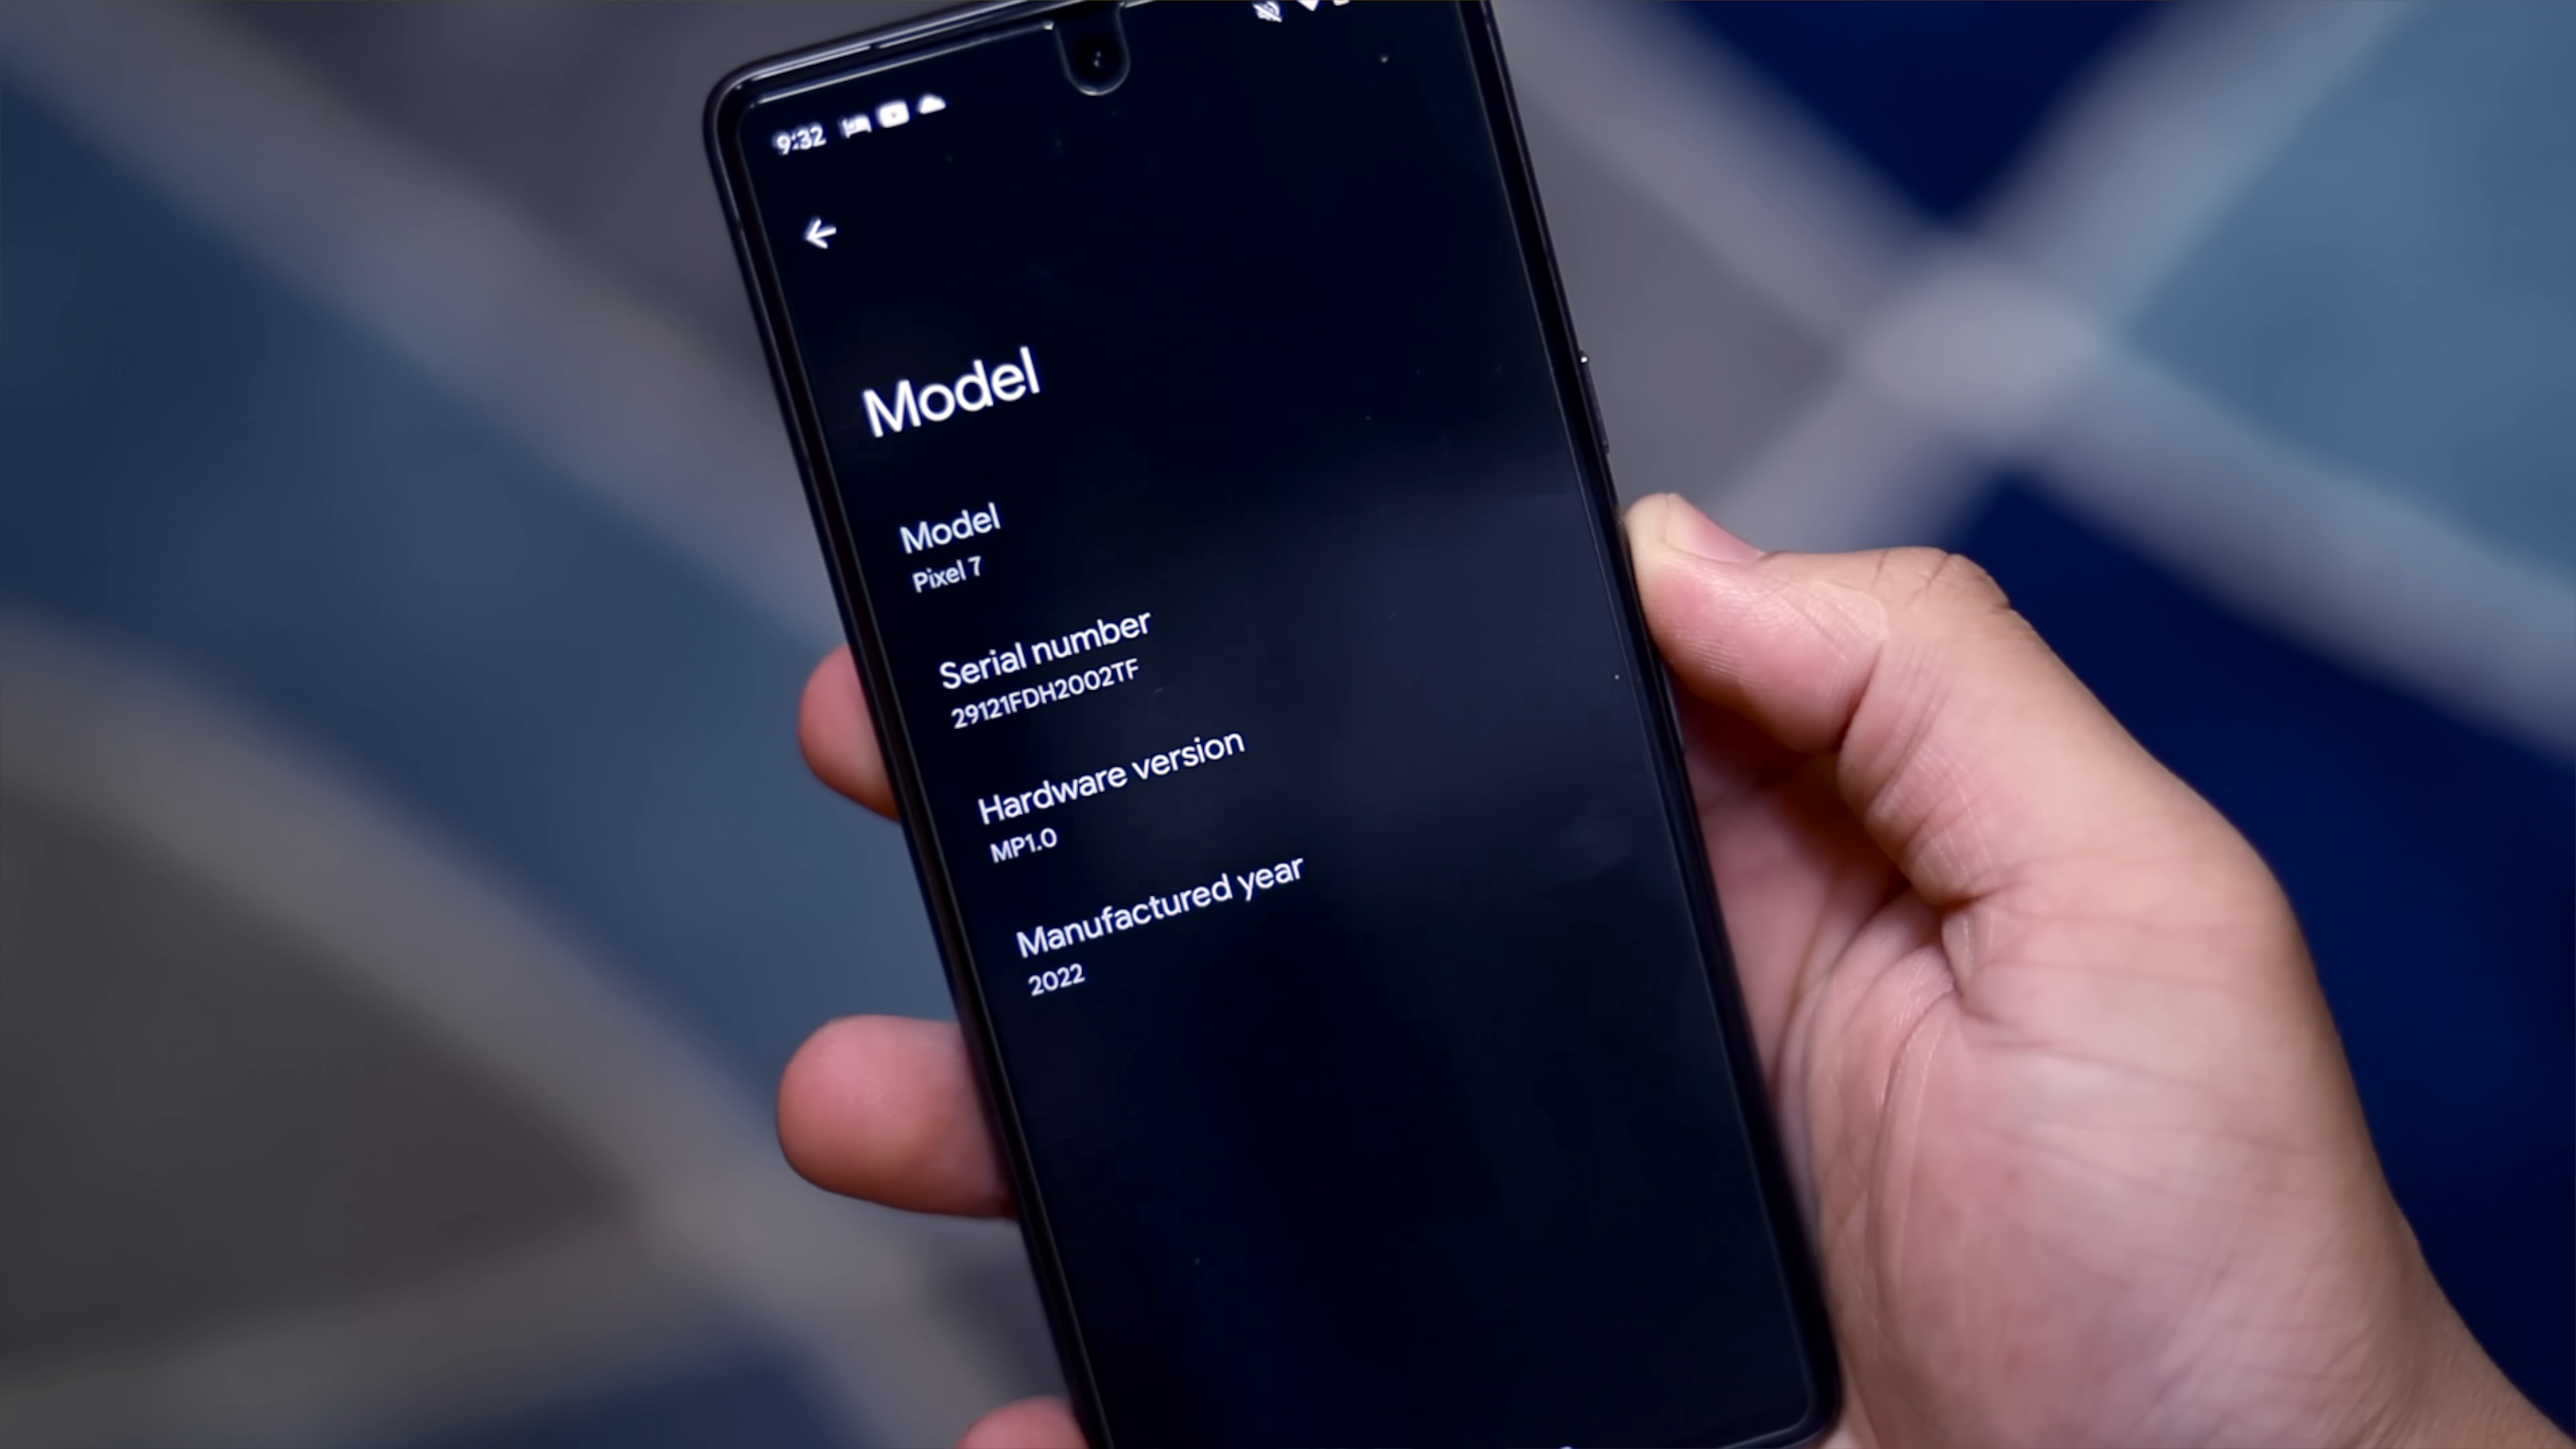 9:32
Model
Model
Pixel 7
Serial number
29121FDH2002TF
Hardware version
MP1.0
Manufactured year
2022